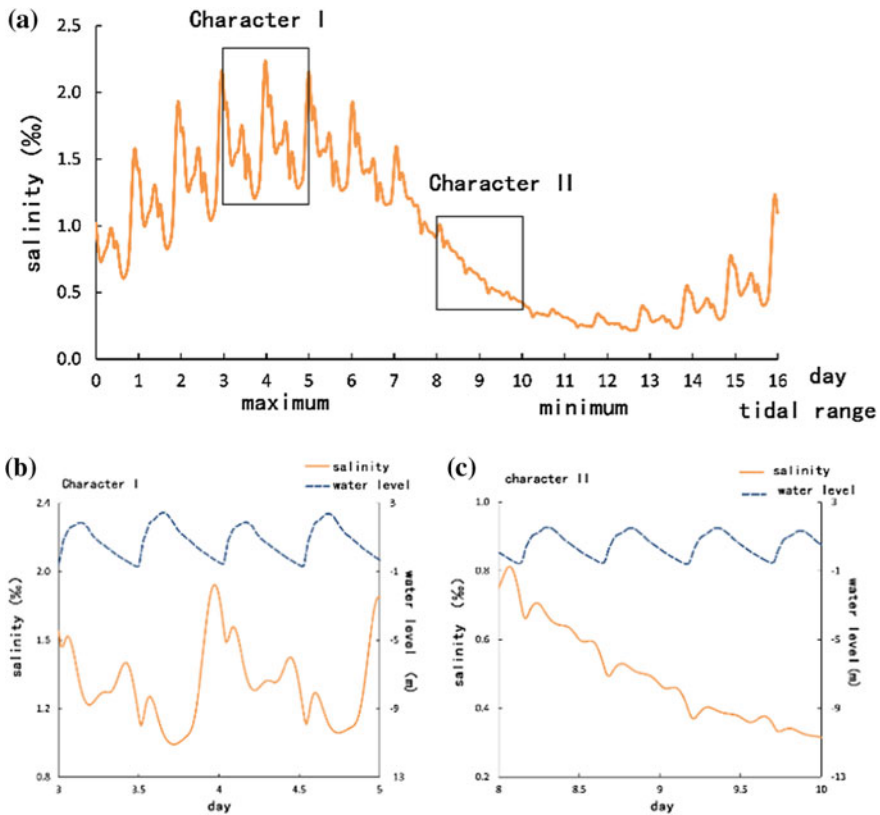 (a)
Character I
Character II
salinity (‰)
2.5
2.0
1.5
1.0
0.5
0.0
0 1 2 3 4 5 6 7 8 9 10 11 12 13 14 15 16 day
maximum minimum tidal range
(b)
Character I
salinity
water level
2.4
2.0
1.5
1.2
0.8
salinity (‰)
3
-1
-5
-9
13
water level (m)
3 3.5 4 4.5 5
day
(c)
character II
salinity
water level
1.0
0.8
0.6
0.4
0.2
salinity (‰)
3
-1
-5
-9
-13
water level (m)
8 8.5 9 9.5 10
day